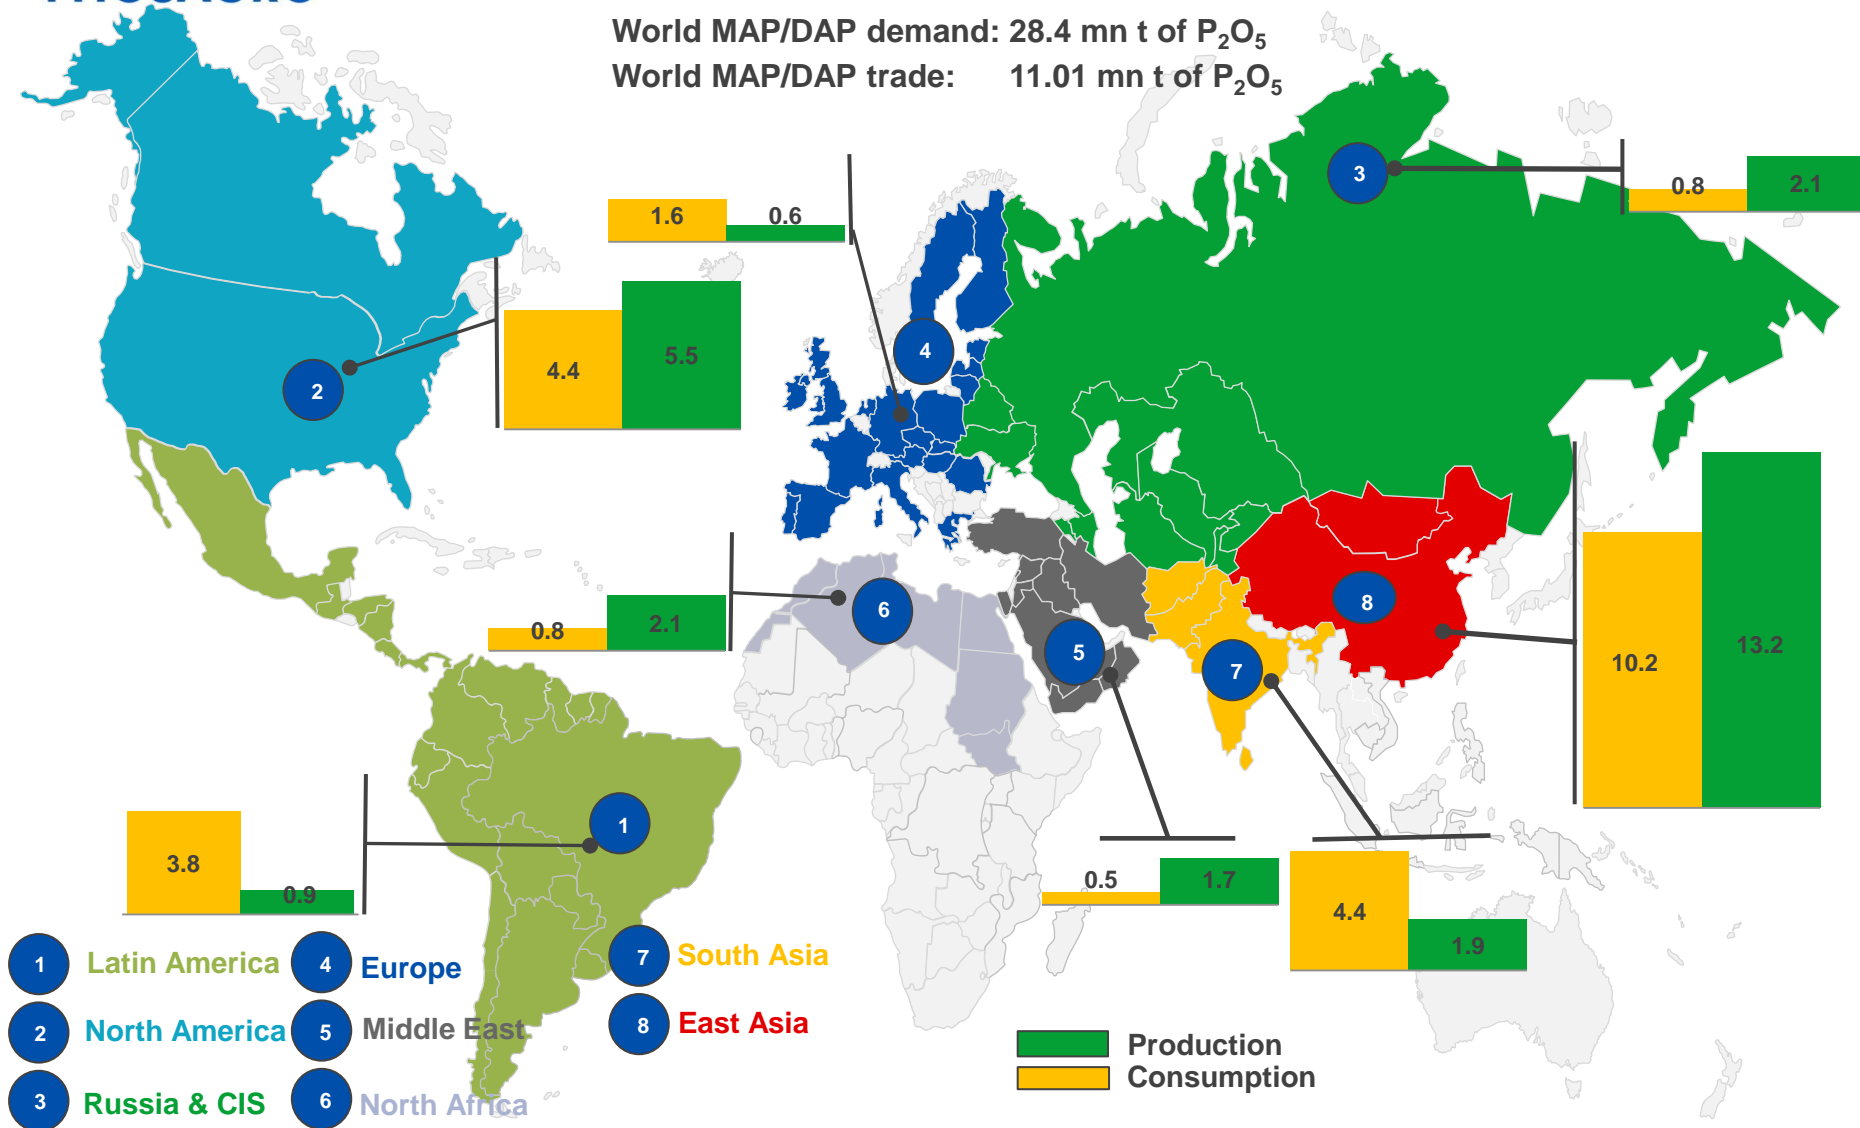 World MAP/DAP demand: 28.4 mn t of P₂O₅
World MAP/DAP trade: 11.01 mn t of P₂O₅
3
0.8
2.1
1.6
0.6
4
4.4
5.5
2
10.2
13.2
8
0.8
2.1
6
5
7
3.8
0.9
1
0.5
1.7
4.4
1.9
1 Latin America
4 Europe
7 South Asia
2 North America
5 Middle East
8 East Asia
3 Russia & CIS
6 North Africa
Production
Consumption